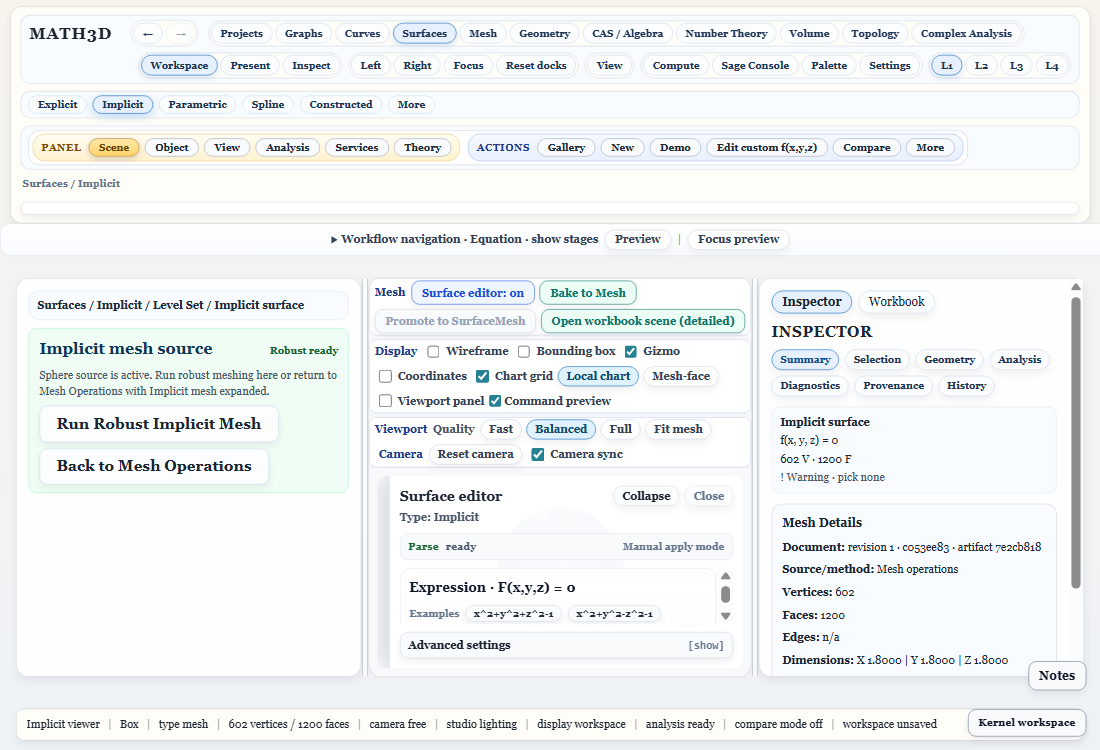 MATH3D ← → Projects Graphs Curves Surfaces Mesh Geometry CAS / Algebra Number Theory Volume Topology Complex Analysis
Workspace Present Inspect Left Right Focus Reset docks View Compute Sage Console Palette Settings L1 L2 L3 L4
Explicit Implicit Parametric Spline Constructed More
PANEL Scene Object View Analysis Services Theory ACTIONS Gallery New Demo Edit custom f(x,y,z) Compare More
Surfaces / Implicit
▸ Workflow navigation · Equation · show stages Preview | Focus preview
Surfaces / Implicit / Level Set / Implicit surface
Implicit mesh source Robust ready
Sphere source is active. Run robust meshing here or return to
Mesh Operations with Implicit mesh expanded.
Run Robust Implicit Mesh
Back to Mesh Operations
Mesh Surface editor: on Bake to Mesh
Promote to SurfaceMesh Open workbook scene (detailed)
Display Wireframe Bounding box Gizmo
Coordinates Chart grid Local chart Mesh-face
Viewport panel Command preview
Viewport Quality Fast Balanced Full Fit mesh
Camera Reset camera Camera sync
Surface editor Collapse Close
Type: Implicit
Parse ready Manual apply mode
Expression · F(x,y,z) = 0
Examples x^2+y^2+z^2-1 x^2+y^2-z^2-1
Advanced settings [show]
Inspector Workbook
INSPECTOR
Summary Selection Geometry Analysis
Diagnostics Provenance History
Implicit surface
f(x, y, z) = 0
602 V · 1200 F
! Warning · pick none
Mesh Details
Document: revision 1 · c053ee83 · artifact 7e2cb818
Source/method: Mesh operations
Vertices: 602
Faces: 1200
Edges: n/a
Dimensions: X 1.8000 | Y 1.8000 | Z 1.8000
Notes
Implicit viewer | Box | type mesh | 602 vertices / 1200 faces | camera free | studio lighting | display workspace | analysis ready | compare mode off | workspace unsaved Kernel workspace